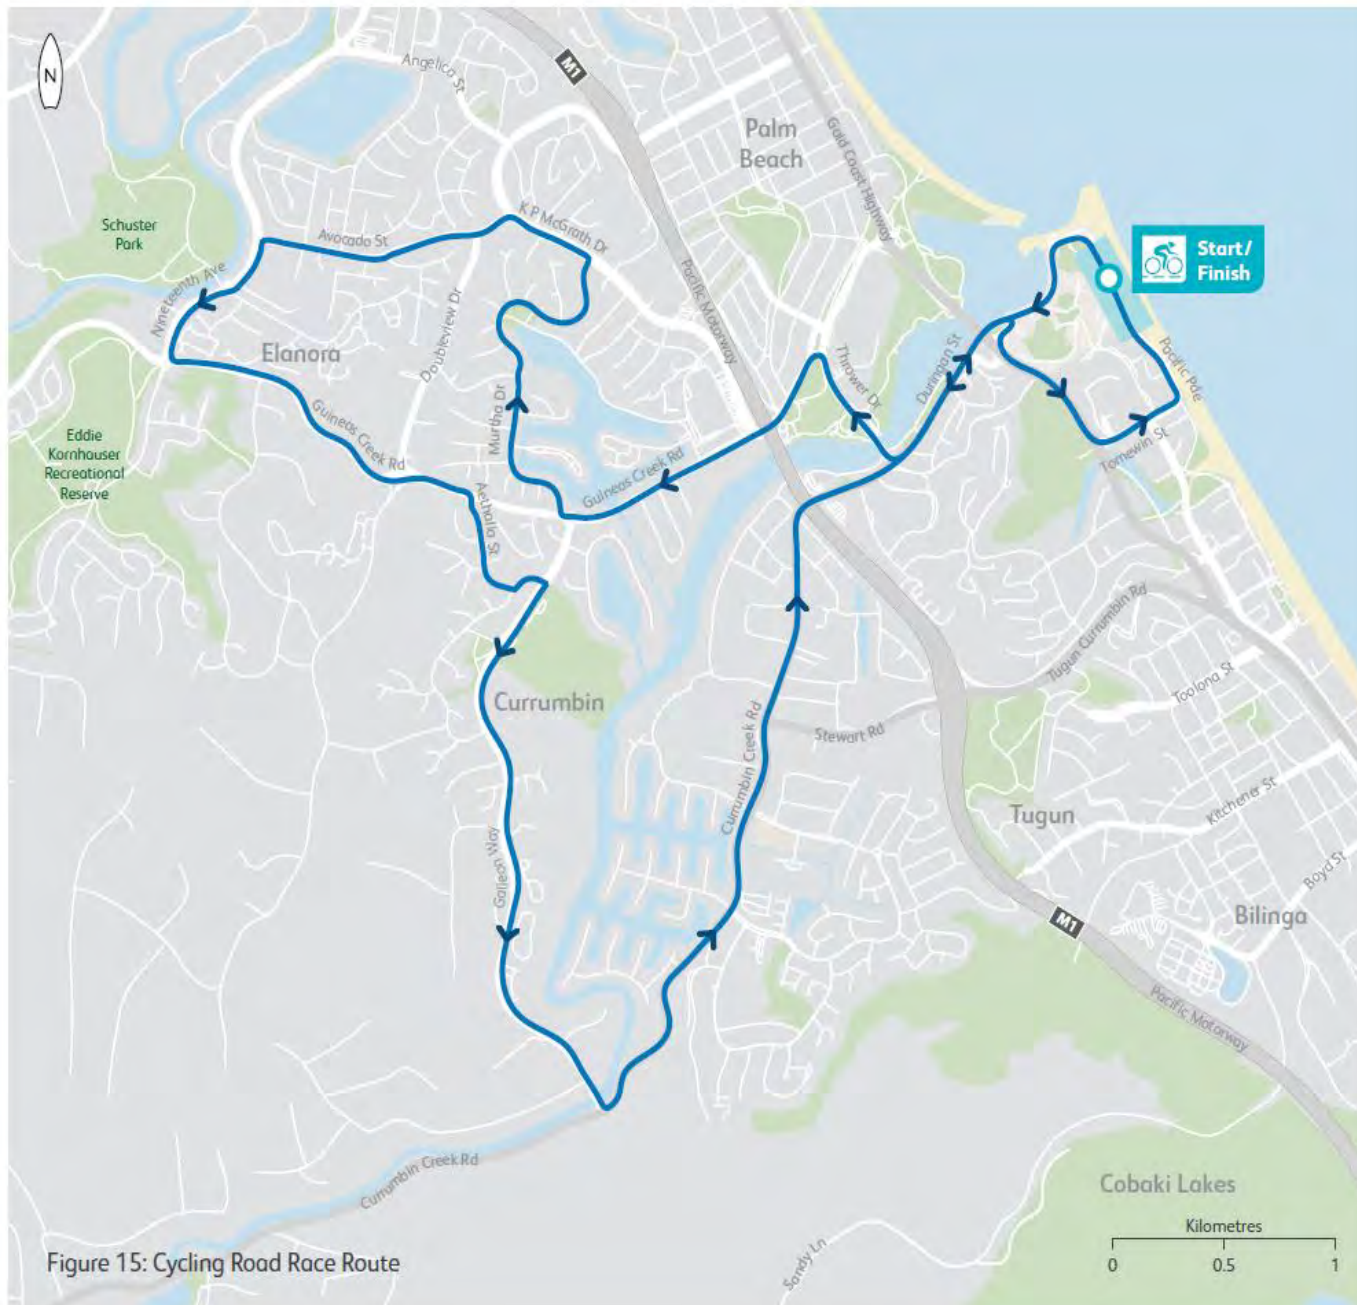 N
Angelica St
M1
Palm
Beach
Gold Coast Highway
Schuster
Park
Avocado St
K P McGrath Dr
Start/
Finish
Nineteenth Ave
Pacific Motorway
Elanora
Doubleview Dr
Thrower Dr
Duringan St
Pacific Pde
Murtha Dr
Guineas Creek Rd
Eddie
Kornhauser
Recreational
Reserve
Guineas Creek Rd
Tomewin St
Aethalia St
Tugun Currumbin Rd
Toolona St
Currumbin
Stewart Rd
Currumbin Creek Rd
Kitchener St
Tugun
Galleon Way
Boyd St
Bilinga
M1
Pacific Motorway
Currumbin Creek Rd
Cobaki Lakes
Sandy Ln
Kilometres
0 0.5 1
Figure 15: Cycling Road Race Route